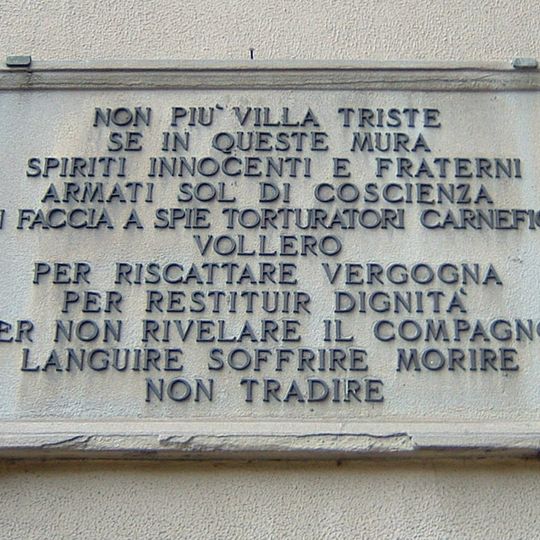 NON PIÙ VILLA TRISTE
SE IN QUESTE MURA
SPIRITI INNOCENTI E FRATERNI
ARMATI SOL DI COSCIENZA
N FACCIA A SPIE TORTURATORI CARNEFIC
VOLLERO
PER RISCATTARE VERGOGNA
PER RESTITUIR DIGNITÀ
ER NON RIVELARE IL COMPAGNO
LANGUIRE SOFFRIRE MORIRE
NON TRADIRE